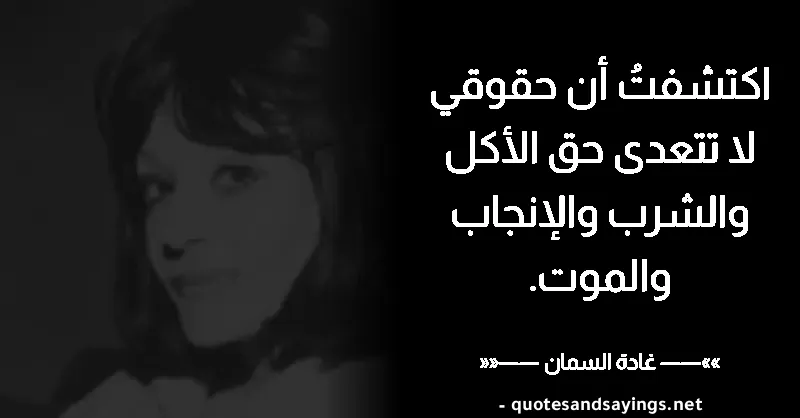 اكتشفتُ أن حقوقي
لا تتعدى حق الأكل
والشرب والإنجاب
والموت.
»»—— غادة السمان ——««
- quotesandsayings.net